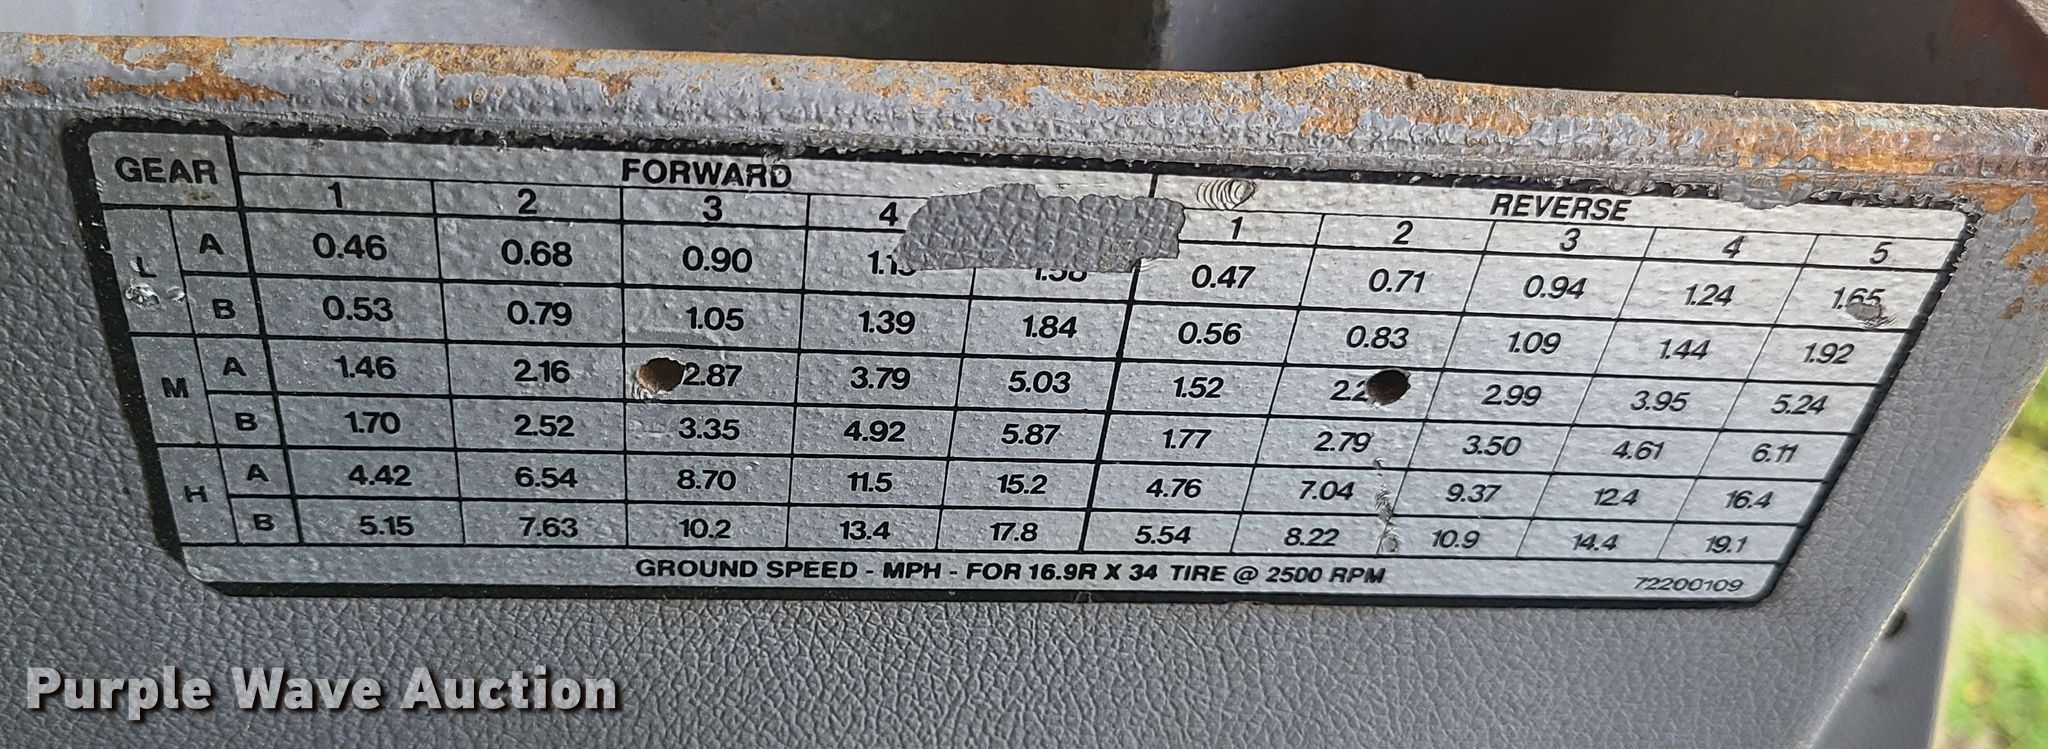 GEAR FORWARD REVERSE
1 2 3 4 1 2 3 4 5
L A 0.46 0.68 0.90 0.47 0.71 0.94 1.24 1.65
B 0.53 0.79 1.05 1.39 1.84 0.56 0.83 1.09 1.44 1.92
M A 1.46 2.16 2.87 3.79 5.03 1.52 2.99 3.95 5.24
B 1.70 2.52 3.35 4.92 5.87 1.77 2.79 3.50 4.61 6.11
H A 4.42 6.54 8.70 11.5 15.2 4.76 7.04 9.37 12.4 16.4
B 5.15 7.63 10.2 13.4 17.8 5.54 8.22 10.9 14.4 19.1
GROUND SPEED - MPH - FOR 16.9R X 34 TIRE @ 2500 RPM 72200109
Purple Wave Auction